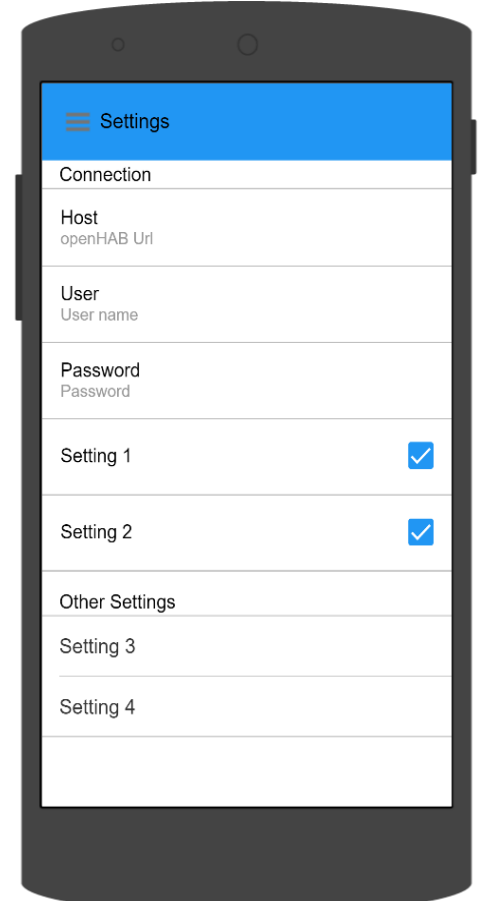 Settings
Connection
Host
openHAB Url
User
User name
Password
Password
Setting 1
Setting 2
Other Settings
Setting 3
Setting 4